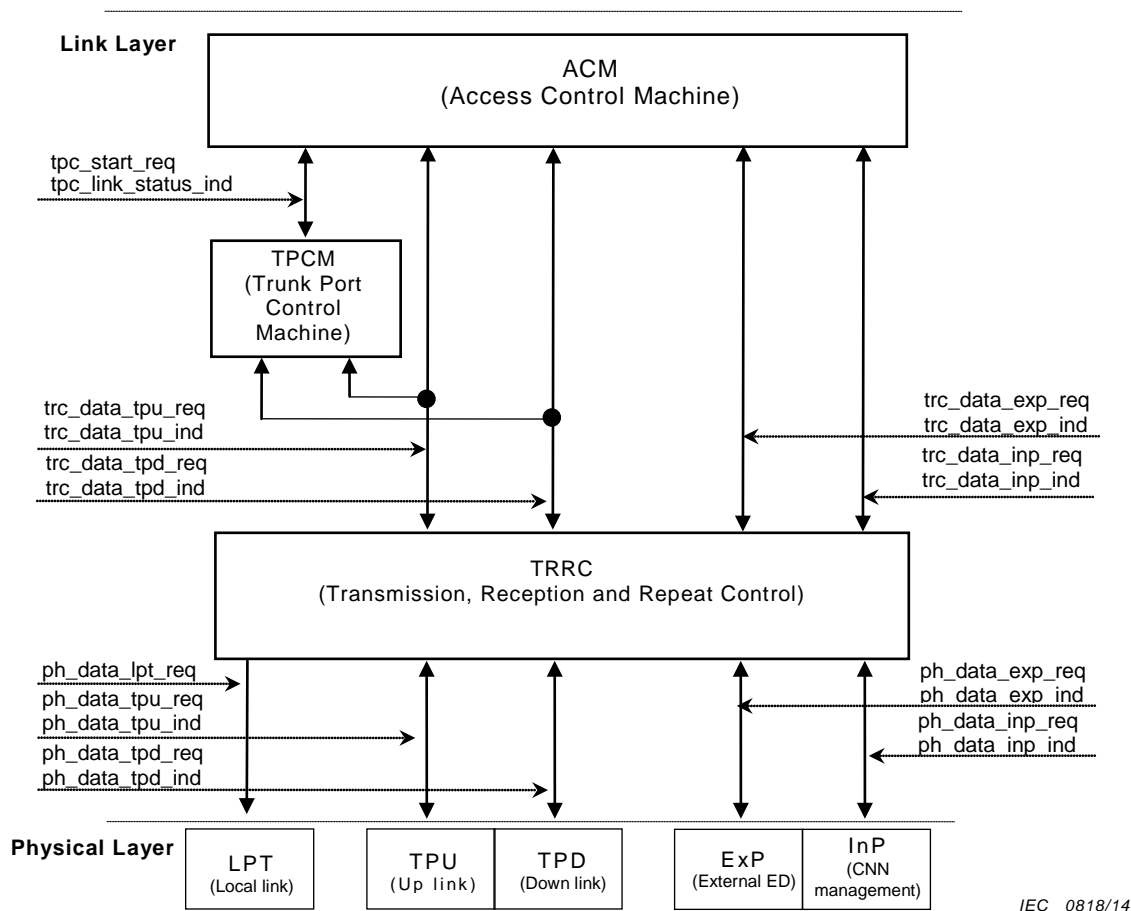 Link Layer
ACM
(Access Control Machine)
tpc_start_req
tpc_link_status_ind
TPCM
(Trunk Port
Control
Machine)
trc_data_tpu_req
trc_data_tpu_ind
trc_data_tpd_req
trc_data_tpd_ind
trc_data_exp_req
trc_data_exp_ind
trc_data_inp_req
trc_data_inp_ind
TRRC
(Transmission, Reception and Repeat Control)
ph_data_lpt_req
ph_data_tpu_req
ph_data_tpu_ind
ph_data_tpd_req
ph_data_tpd_ind
ph_data_exp_req
ph_data_exp_ind
ph_data_inp_req
ph_data_inp_ind
Physical Layer
LPT
(Local link)
TPU
(Up link)
TPD
(Down link)
ExP
(External ED)
InP
(CNN
management)
IEC 0818/14